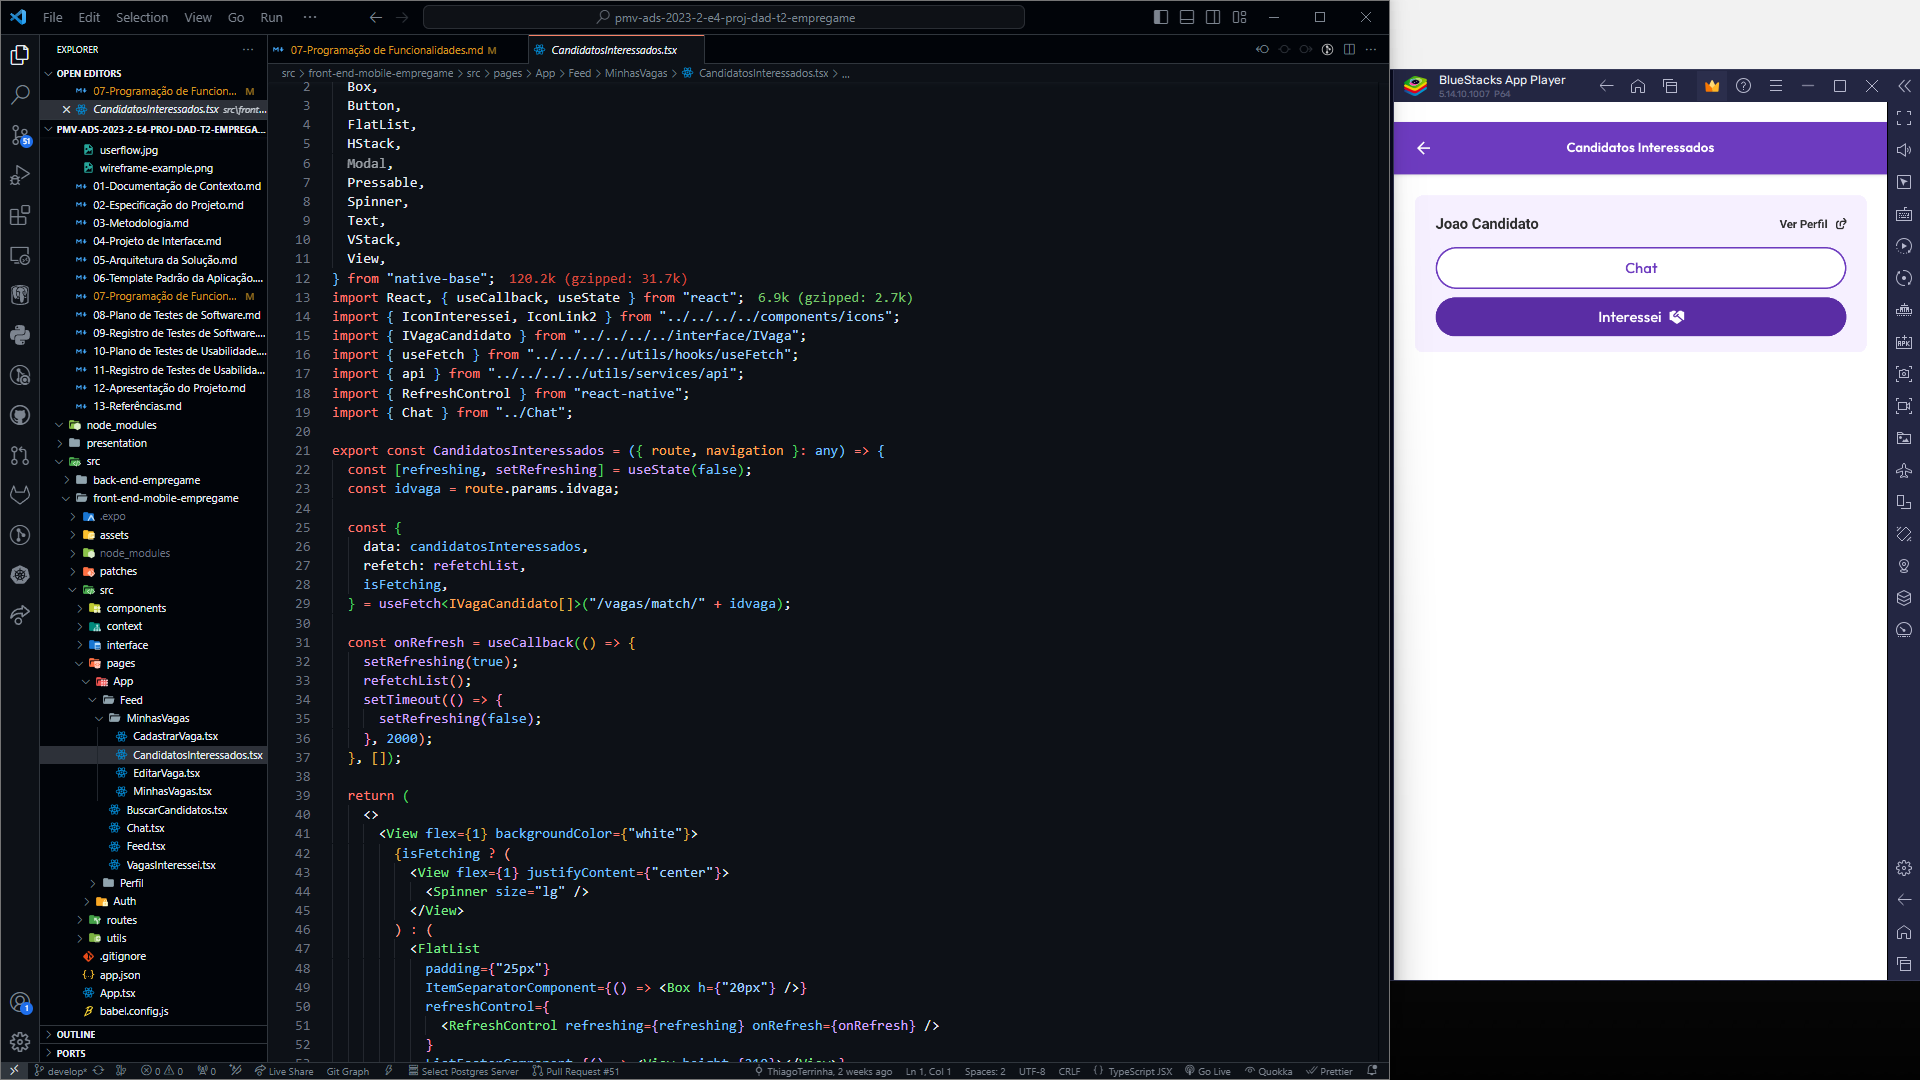 File Edit Selection View Go Run ···
pmv-ads-2023-2-e4-proj-dad-t2-empregame
EXPLORER
OPEN EDITORS
07-Programação de Funcion... M
CandidatosInteressados.tsx src\front...
PMV-ADS-2023-2-E4-PROJ-DAD-T2-EMPREGA...
userflow.jpg
wireframe-example.png
01-Documentação de Contexto.md
02-Especificação do Projeto.md
03-Metodologia.md
04-Projeto de Interface.md
05-Arquitetura da Solução.md
06-Template Padrão da Aplicação....
07-Programação de Funcion... M
08-Plano de Testes de Software.md
09-Registro de Testes de Software....
10-Plano de Testes de Usabilidade....
11-Registro de Testes de Usabilida...
12-Apresentação do Projeto.md
13-Referências.md
node_modules
presentation
src
back-end-empregame
front-end-mobile-empregame
.expo
assets
node_modules
patches
src
components
context
interface
pages
App
Feed
MinhasVagas
CadastrarVaga.tsx
CandidatosInteressados.tsx
EditarVaga.tsx
MinhasVagas.tsx
BuscarCandidatos.tsx
Chat.tsx
Feed.tsx
VagasInteressei.tsx
Perfil
Auth
routes
utils
.gitignore
app.json
App.tsx
babel.config.js
OUTLINE
PORTS
07-Programação de Funcionalidades.md M
CandidatosInteressados.tsx
src > front-end-mobile-empregame > src > pages > App > Feed > MinhasVagas > CandidatosInteressados.tsx > ...
2 Box,
3 Button,
4 FlatList,
5 HStack,
6 Modal,
7 Pressable,
8 Spinner,
9 Text,
10 VStack,
11 View,
12 } from "native-base"; 120.2k (gzipped: 31.7k)
13 import React, { useCallback, useState } from "react"; 6.9k (gzipped: 2.7k)
14 import { IconInteressei, IconLink2 } from "../../../../components/icons";
15 import { IVagaCandidato } from "../../../../interface/IVaga";
16 import { useFetch } from "../../../../utils/hooks/useFetch";
17 import { api } from "../../../../utils/services/api";
18 import { RefreshControl } from "react-native";
19 import { Chat } from "../Chat";
20
21 export const CandidatosInteressados = ({ route, navigation }: any) => {
22 const [refreshing, setRefreshing] = useState(false);
23 const idvaga = route.params.idvaga;
24
25 const {
26 data: candidatosInteressados,
27 refetch: refetchList,
28 isFetching,
29 } = useFetch<IVagaCandidato[]>("/vagas/match/" + idvaga);
30
31 const onRefresh = useCallback(() => {
32 setRefreshing(true);
33 refetchList();
34 setTimeout(() => {
35 setRefreshing(false);
36 }, 2000);
37 }, []);
38
39 return (
40 <>
41 <View flex={1} backgroundColor={"white"}>
42 {isFetching ? (
43 <View flex={1} justifyContent={"center"}>
44 <Spinner size="lg" />
45 </View>
46 ) : (
47 <FlatList
48 padding={"25px"}
49 ItemSeparatorComponent={() => <Box h={"20px"} />}
50 refreshControl={
51 <RefreshControl refreshing={refreshing} onRefresh={onRefresh} />
52 }
develop* 0 0 0 Live Share Git Graph Select Postgres Server Pull Request #51
ThiagoTerrinha, 2 weeks ago Ln 1, Col 1 Spaces: 2 UTF-8 CRLF { } TypeScript JSX Go Live Quokka Prettier
51
1
BlueStacks App Player
5.14.10.1007 P64
Candidatos Interessados
Joao Candidato
Ver Perfil
Chat
Interessei